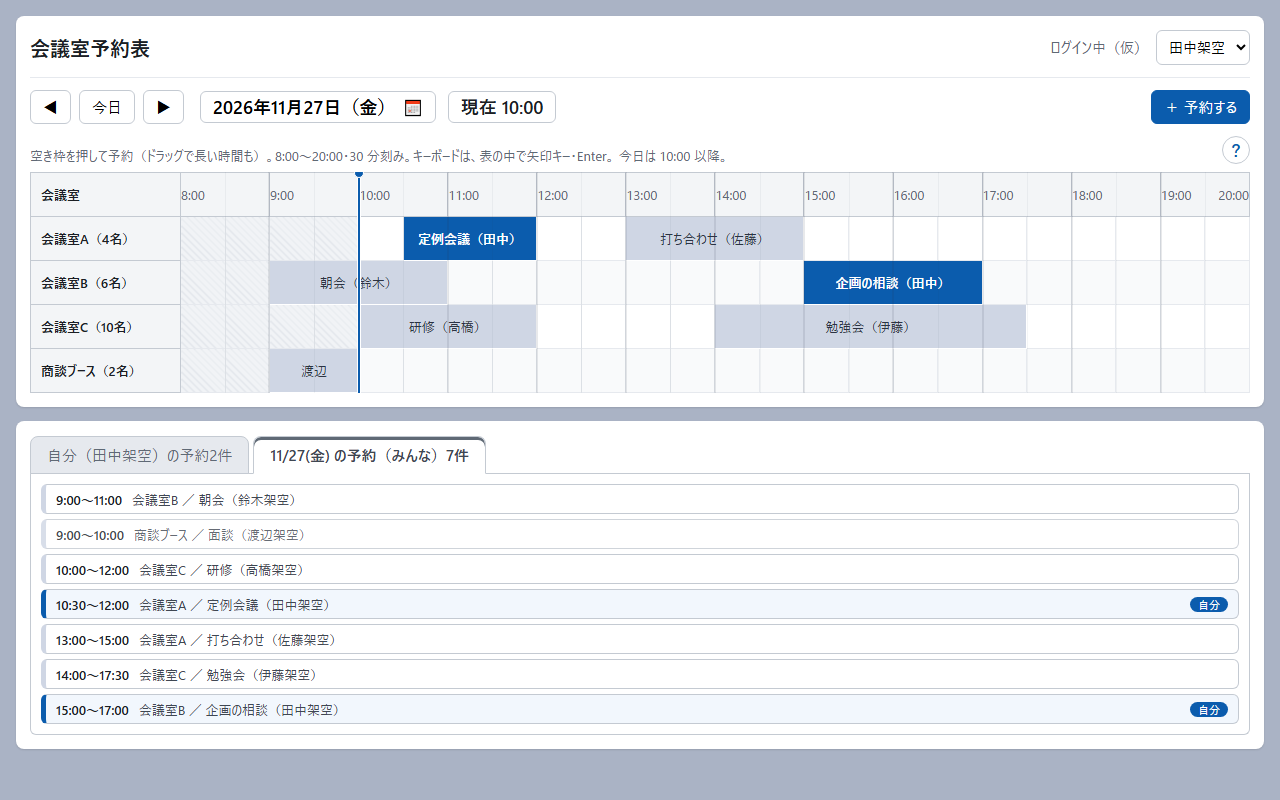 会議室予約表
ログイン中（仮） 田中架空
◀ 今日 ▶ 2026年11月27日（金） 現在 10:00 ＋ 予約する
空き枠を押して予約（ドラッグで長い時間も）。8:00～20:00・30 分刻み。キーボードは、表の中で矢印キー・Enter。 今日は 10:00 以降。 ?
会議室 8:00 9:00 10:00 11:00 12:00 13:00 14:00 15:00 16:00 17:00 18:00 19:00 20:00
会議室A（4名） 定例会議（田中） 打ち合わせ（佐藤）
会議室B（6名） 朝会（鈴木） 企画の相談（田中）
会議室C（10名） 研修（高橋） 勉強会（伊藤）
商談ブース（2名） 渡辺
自分（田中架空）の予約2件 11/27(金) の予約（みんな）7件
9:00～11:00 会議室B ／ 朝会（鈴木架空）
9:00～10:00 商談ブース ／ 面談（渡辺架空）
10:00～12:00 会議室C ／ 研修（高橋架空）
10:30～12:00 会議室A ／ 定例会議（田中架空） 自分
13:00～15:00 会議室A ／ 打ち合わせ（佐藤架空）
14:00～17:30 会議室C ／ 勉強会（伊藤架空）
15:00～17:00 会議室B ／ 企画の相談（田中架空） 自分